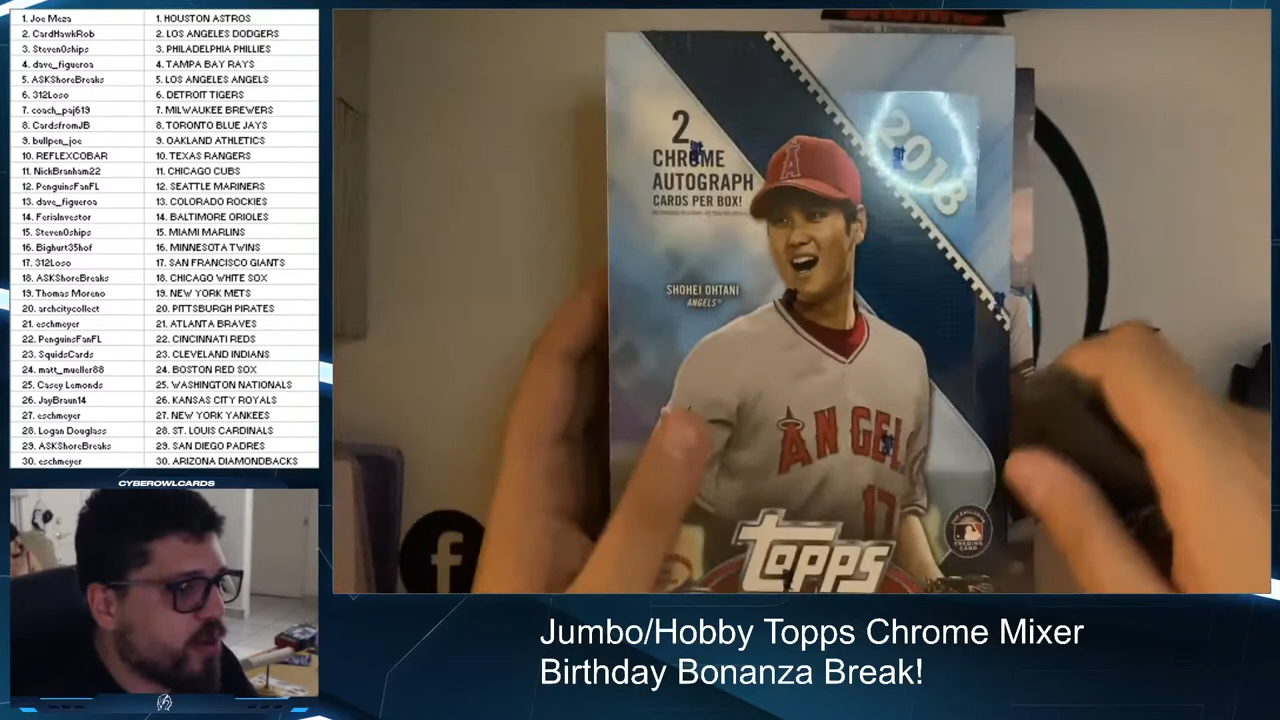 1. Joe Meza 1. HOUSTON ASTROS
2. CardHawkRob 2. LOS ANGELES DODGERS
3. Steven0ships 3. PHILADELPHIA PHILLIES
4. dave_figueroa 4. TAMPA BAY RAYS
5. ASKShoreBreaks 5. LOS ANGELES ANGELS
6. 312Loso 6. DETROIT TIGERS
7. coach_paj619 7. MILWAUKEE BREWERS
8. CardsfromJB 8. TORONTO BLUE JAYS
9. bullpen_joe 9. OAKLAND ATHLETICS
10. REFLEXCOBAR 10. TEXAS RANGERS
11. NickBranham22 11. CHICAGO CUBS
12. PenguinsFanFL 12. SEATTLE MARINERS
13. dave_figueroa 13. COLORADO ROCKIES
14. FeriaInvestor 14. BALTIMORE ORIOLES
15. Steven0ships 15. MIAMI MARLINS
16. Bighurt35hof 16. MINNESOTA TWINS
17. 312Loso 17. SAN FRANCISCO GIANTS
18. ASKShoreBreaks 18. CHICAGO WHITE SOX
19. Thomas Moreno 19. NEW YORK METS
20. archcitycollect 20. PITTSBURGH PIRATES
21. eschmeyer 21. ATLANTA BRAVES
22. PenguinsFanFL 22. CINCINNATI REDS
23. SquidsCards 23. CLEVELAND INDIANS
24. matt_mueller88 24. BOSTON RED SOX
25. Casey Lemonds 25. WASHINGTON NATIONALS
26. JayBraun14 26. KANSAS CITY ROYALS
27. eschmeyer 27. NEW YORK YANKEES
28. Logan Douglass 28. ST. LOUIS CARDINALS
29. ASKShoreBreaks 29. SAN DIEGO PADRES
30. eschmeyer 30. ARIZONA DIAMONDBACKS
CYBEROWLCARDS
2
CHROME
AUTOGRAPH
CARDS PER BOX!
2018
SHOHEI OHTANI
ANGELS
A
ANGEL
17
topps
f
Jumbo/Hobby Topps Chrome Mixer
Birthday Bonanza Break!